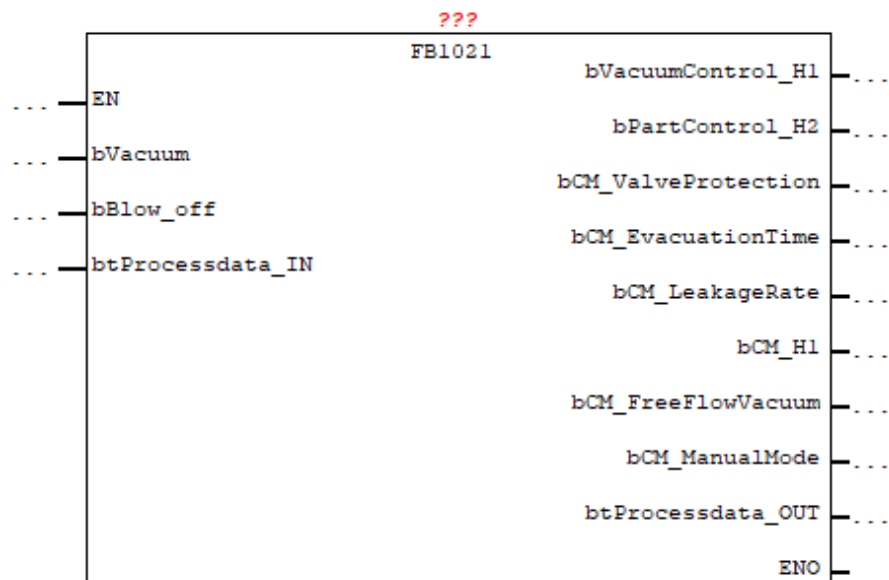 ???
FB1021
bVacuumControl_H1 ...
... EN
bPartControl_H2 ...
... bVacuum
bCM_ValveProtection ...
... bBlow_off
bCM_EvacuationTime ...
... btProcessdata_IN
bCM_LeakageRate ...
bCM_H1 ...
bCM_FreeFlowVacuum ...
bCM_ManualMode ...
btProcessdata_OUT ...
ENO